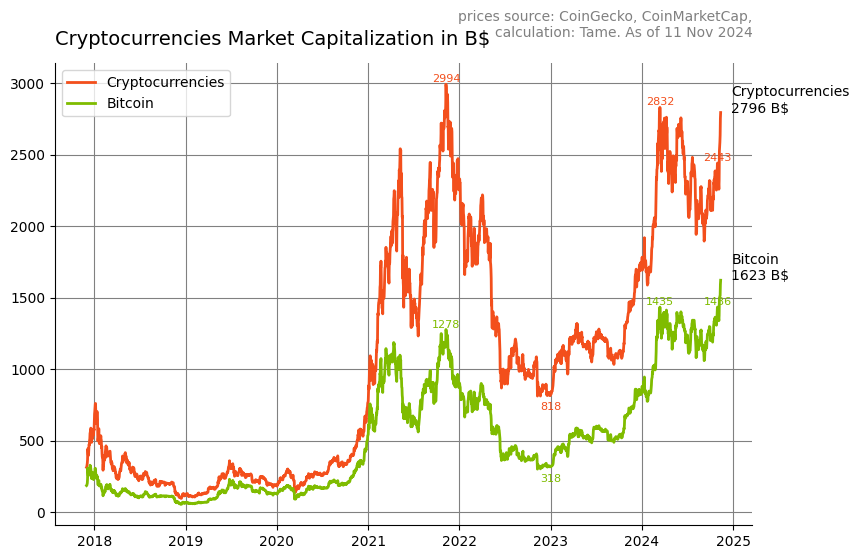 prices source: CoinGecko, CoinMarketCap,
calculation: Tame. As of 11 Nov 2024
Cryptocurrencies Market Capitalization in B$
Cryptocurrencies
Bitcoin
3000
2500
2000
1500
1000
500
0
2994
2832
2443
818
1278
1435
1436
318
Cryptocurrencies
2796 B$
Bitcoin
1623 B$
2018
2019
2020
2021
2022
2023
2024
2025